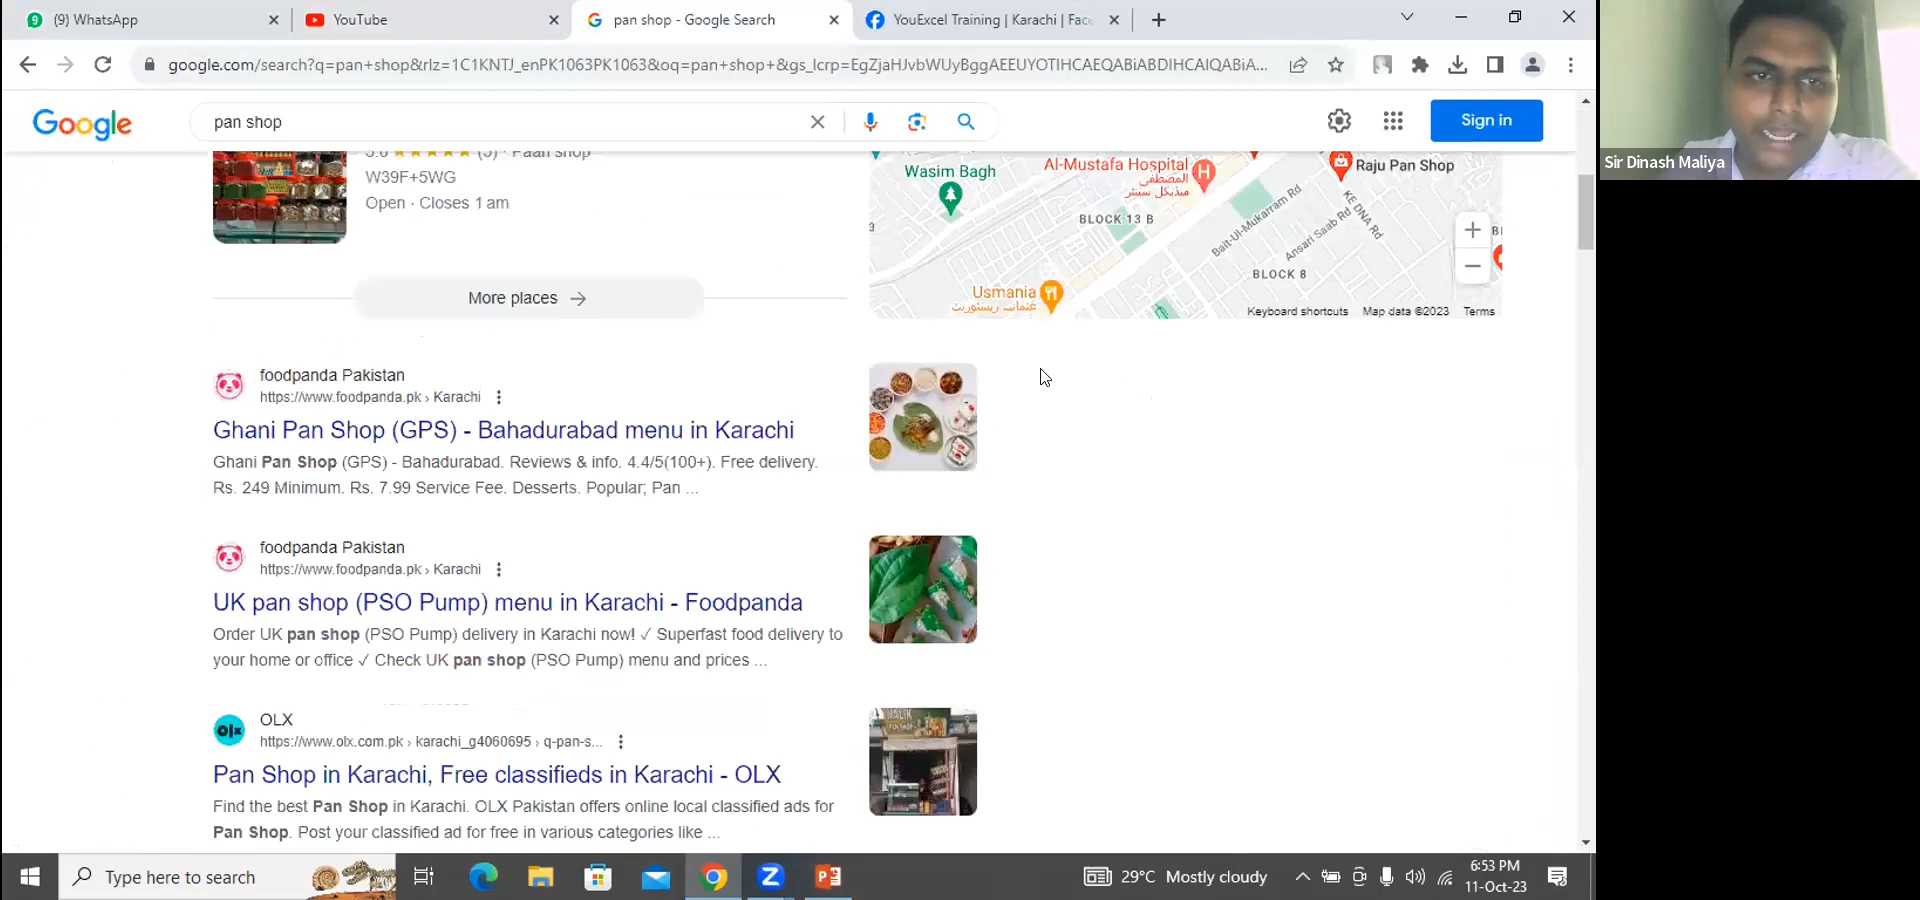 (9) WhatsApp
YouTube
pan shop - Google Search
YouExcel Training | Karachi | Face
google.com/search?q=pan+shop&rlz=1C1KNTJ_enPK1063PK1063&oq=pan+shop+&gs_lcrp=EgZjaHJvbWUyBggAEEUYOTIHCAEQABiABDIHCAIQABiA...
Google
pan shop
Sign in
(5) · Paan shop
W39F+5WG
Open · Closes 1 am
More places
Wasim Bagh
Al-Mustafa Hospital
المصطفى
میڈیکل سینٹر
Raju Pan Shop
BLOCK 13 B
Bait-Ul-Mukarram Rd
Ansari Saab Rd
KE DNA Rd
BLOCK 8
Usmania
عثمانیہ ریسٹورنٹ
Keyboard shortcuts
Map data ©2023
Terms
foodpanda Pakistan
https://www.foodpanda.pk › Karachi
Ghani Pan Shop (GPS) - Bahadurabad menu in Karachi
Ghani Pan Shop (GPS) - Bahadurabad. Reviews & info. 4.4/5(100+). Free delivery.
Rs. 249 Minimum. Rs. 7.99 Service Fee. Desserts. Popular; Pan ...
foodpanda Pakistan
https://www.foodpanda.pk › Karachi
UK pan shop (PSO Pump) menu in Karachi - Foodpanda
Order UK pan shop (PSO Pump) delivery in Karachi now! ✓ Superfast food delivery to
your home or office ✓ Check UK pan shop (PSO Pump) menu and prices ...
OLX
https://www.olx.com.pk › karachi_g4060695 › q-pan-s...
Pan Shop in Karachi, Free classifieds in Karachi - OLX
Find the best Pan Shop in Karachi. OLX Pakistan offers online local classified ads for
Pan Shop. Post your classified ad for free in various categories like ...
Type here to search
29°C Mostly cloudy
6:53 PM
11-Oct-23
Sir Dinash Maliya